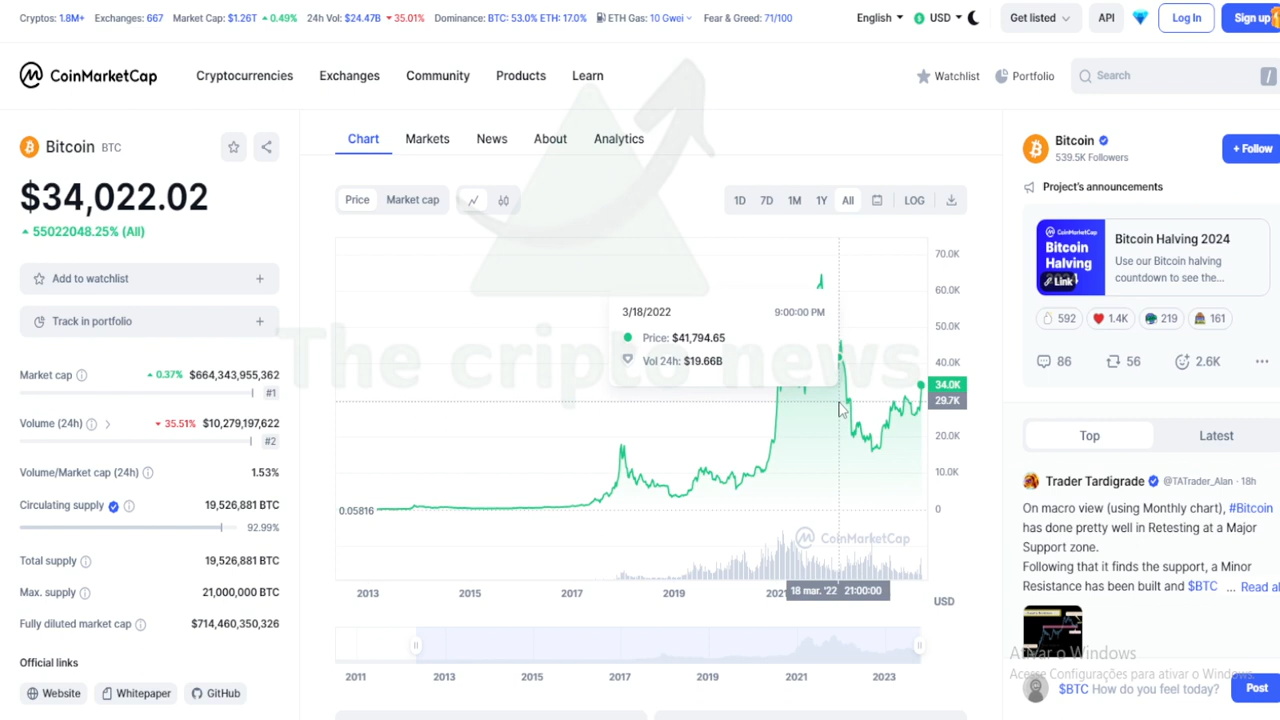 Cryptos: 1.8M+ Exchanges: 667 Market Cap: $1.26T 0.49% 24h Vol: $24.47B 35.01% Dominance: BTC: 53.0% ETH: 17.0% ETH Gas: 10 Gwei Fear & Greed: 71/100 English USD Get listed API Log In Sign up
CoinMarketCap Cryptocurrencies Exchanges Community Products Learn Watchlist Portfolio Search /
Bitcoin BTC
$34,022.02
55022048.25% (All)
Add to watchlist +
Track in portfolio +
Market cap 0.37% $664,343,955,362
#1
Volume (24h) 35.51% $10,279,197,622
#2
Volume/Market cap (24h) 1.53%
Circulating supply 19,526,881 BTC
92.99%
Total supply 19,526,881 BTC
Max. supply 21,000,000 BTC
Fully diluted market cap $714,460,350,326
Official links
Website Whitepaper GitHub
Chart Markets News About Analytics
Price Market cap 1D 7D 1M 1Y All LOG
70.0K
60.0K
50.0K
40.0K
34.0K
29.7K
20.0K
10.0K
0
3/18/2022 9:00:00 PM
Price: $41,794.65
Vol 24h: $19.66B
The cripto news
0.05816
CoinMarketCap
2013 2015 2017 2019 202 18 mar. '22 21:00:00 2023
USD
2011 2013 2015 2017 2019 2021 2023
Bitcoin
539.5K Followers
+ Follow
Project's announcements
CoinMarketCap
Bitcoin
Halving
Link
Bitcoin Halving 2024
Use our Bitcoin halving
countdown to see the...
592 1.4K 219 161
86 56 2.6K
Top Latest
Trader Tardigrade @TATrader_Alan · 18h
On macro view (using Monthly chart), #Bitcoin
has done pretty well in Retesting at a Major
Support zone.
Following that it finds the support, a Minor
Resistance has been built and $BTC ... Read al
Ativar o Windows
Acesse Configurações para ativar o Windows.
$BTC How do you feel today? Post